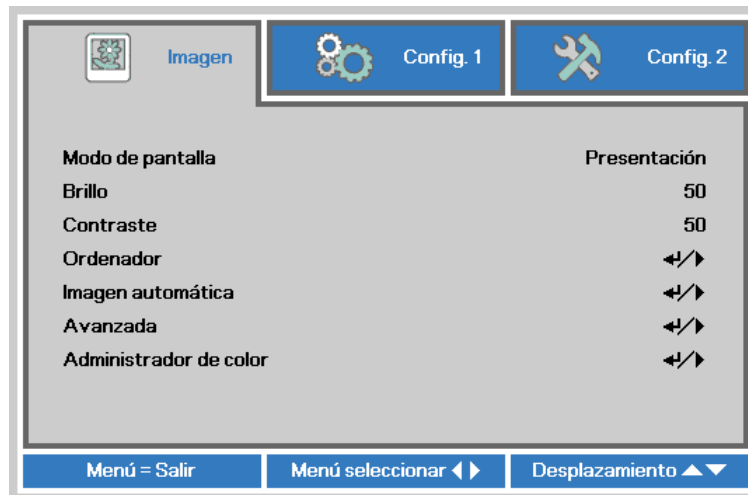 Imagen Config. 1 Config. 2
Modo de pantalla Presentación
Brillo 50
Contraste 50
Ordenador ↵/▶
Imagen automática ↵/▶
Avanzada ↵/▶
Administrador de color ↵/▶
Menú = Salir Menú seleccionar ◀▶ Desplazamiento ▲▼